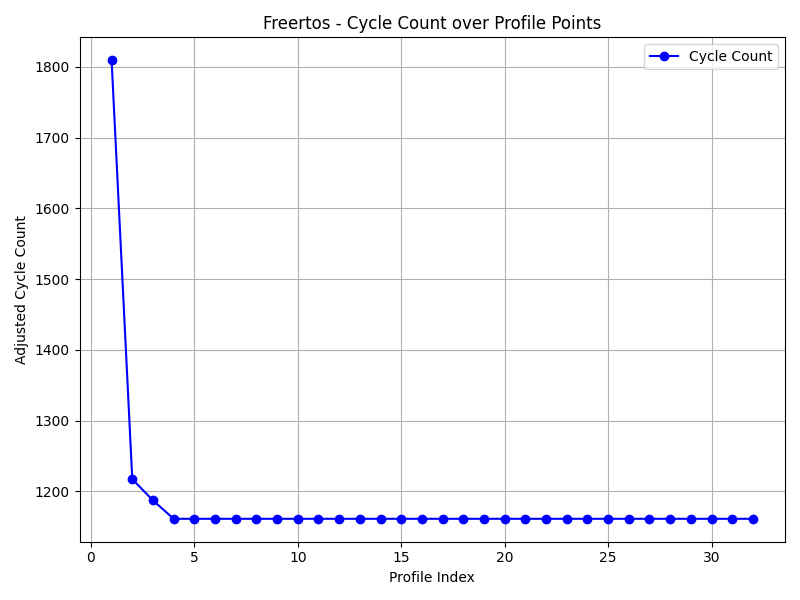 Freertos - Cycle Count over Profile Points
Cycle Count
1800
1700
1600
1500
1400
1300
1200
Adjusted Cycle Count
0 5 10 15 20 25 30
Profile Index